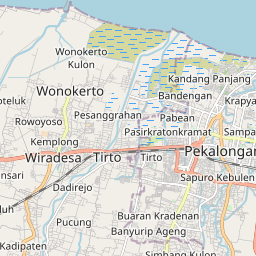 Wonokerto
Kulon
Kandang Panjang
Wonokerto
Bandengan
Krapya
Pesanggrahan
Pabean
Rowoyoso
Pasirkratonkramat
Sampa
Kemplong
Wiradesa
Tirto
Tirto
Pekalongan
Sapuro Kebulen
Dadirejo
Pucung
Buaran Kradenan
Banyurip Ageng
Kadipaten
Simbang Kulon
nsari
oteluk
luh